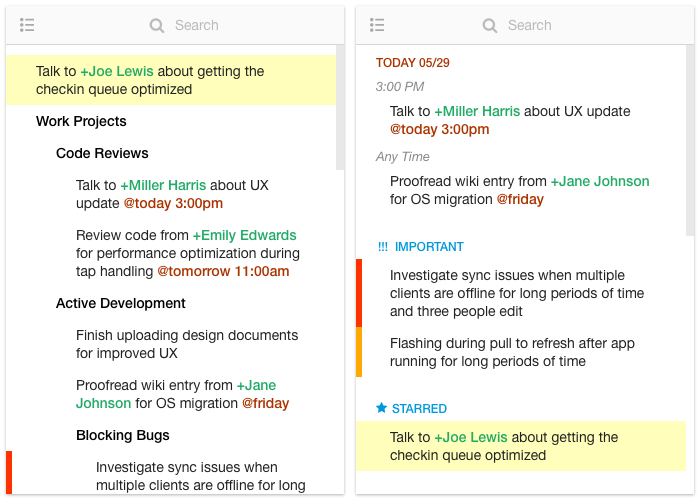 Search
Talk to +Joe Lewis about getting the
checkin queue optimized
Work Projects
Code Reviews
Talk to +Miller Harris about UX
update @today 3:00pm
Review code from +Emily Edwards
for performance optimization during
tap handling @tomorrow 11:00am
Active Development
Finish uploading design documents
for improved UX
Proofread wiki entry from +Jane
Johnson for OS migration @friday
Blocking Bugs
Investigate sync issues when
multiple clients are offline for long
Search
TODAY 05/29
3:00 PM
Talk to +Miller Harris about UX update
@today 3:00pm
Any Time
Proofread wiki entry from +Jane Johnson
for OS migration @friday
!!! IMPORTANT
Investigate sync issues when multiple
clients are offline for long periods of time
and three people edit
Flashing during pull to refresh after app
running for long periods of time
STARRED
Talk to +Joe Lewis about getting the
checkin queue optimized